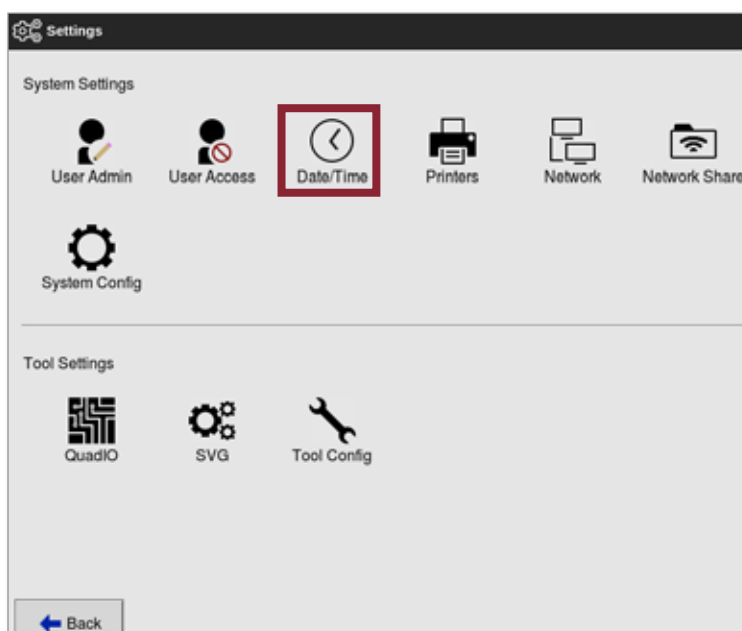 Settings
System Settings
User Admin User Access Date/Time Printers Network Network Share
System Config
Tool Settings
QuadIO SVG Tool Config
Back